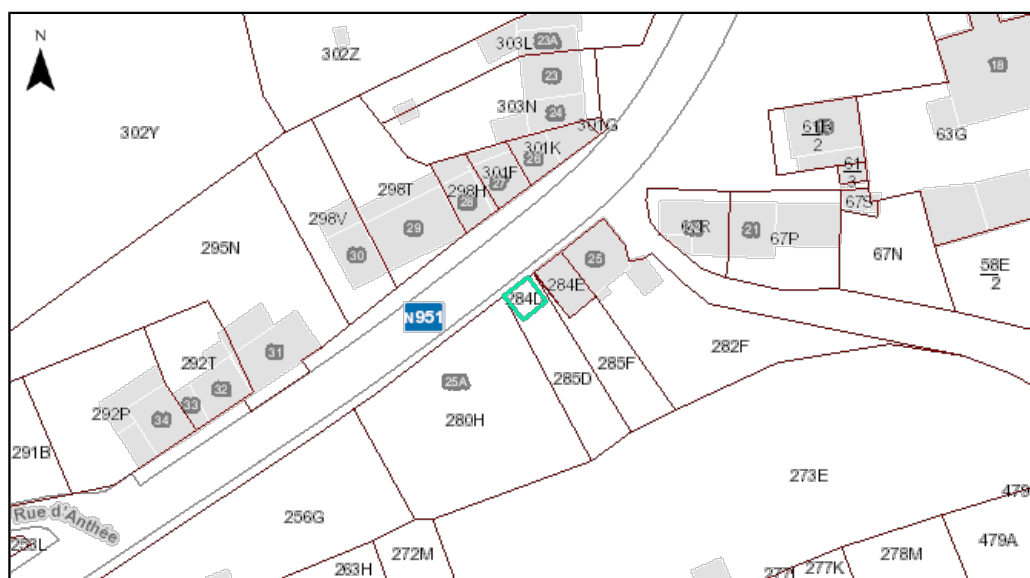 N
303L
23A
302Z
18
23
303N
24
301G
302Y
63G
2
301K
26
61
3
301F
27
298T
298H
28
67S
298V
29
21
67P
295N
30
25
67N
58E
2
284E
284D
N951
282F
31
292T
285F
32
285D
33
25A
292P
34
280H
291B
273E
479
Rue d'Anthée
256G
479A
272M
278M
263H
277K